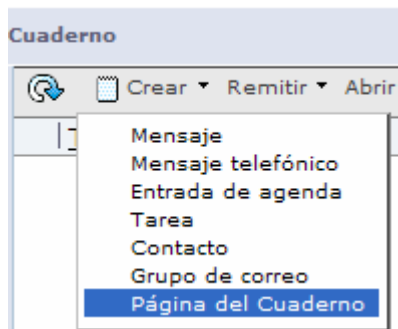 Cuaderno
Crear Remitir Abrir
Mensaje
Mensaje telefónico
Entrada de agenda
Tarea
Contacto
Grupo de correo
Página del Cuaderno